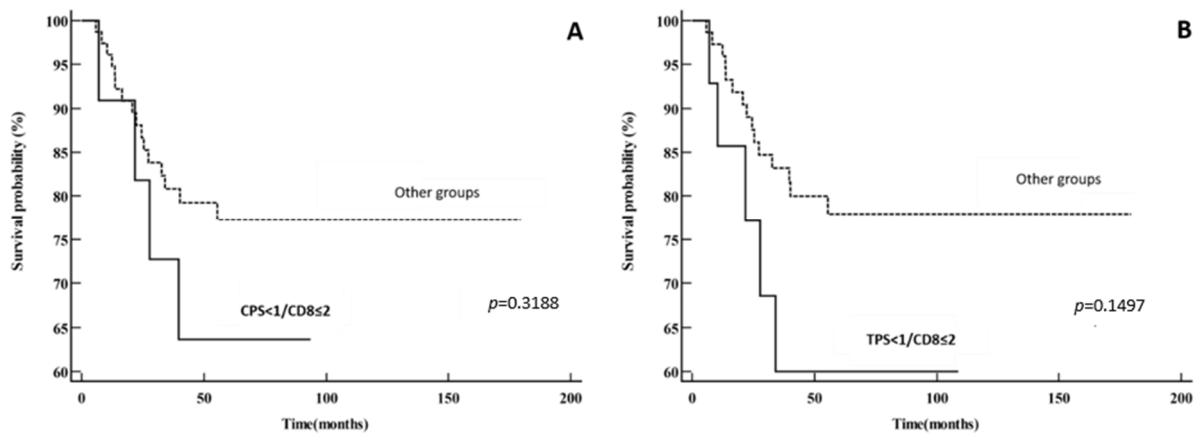 A
Survival probability (%)
100
95
90
85
80
75
70
65
60
Other groups
CPS<1/CD8≤2
p=0.3188
0
50
100
150
200
Time(months)
B
Survival probability (%)
100
95
90
85
80
75
70
65
60
Other groups
p=0.1497
TPS<1/CD8≤2
0
50
100
150
200
Time(months)